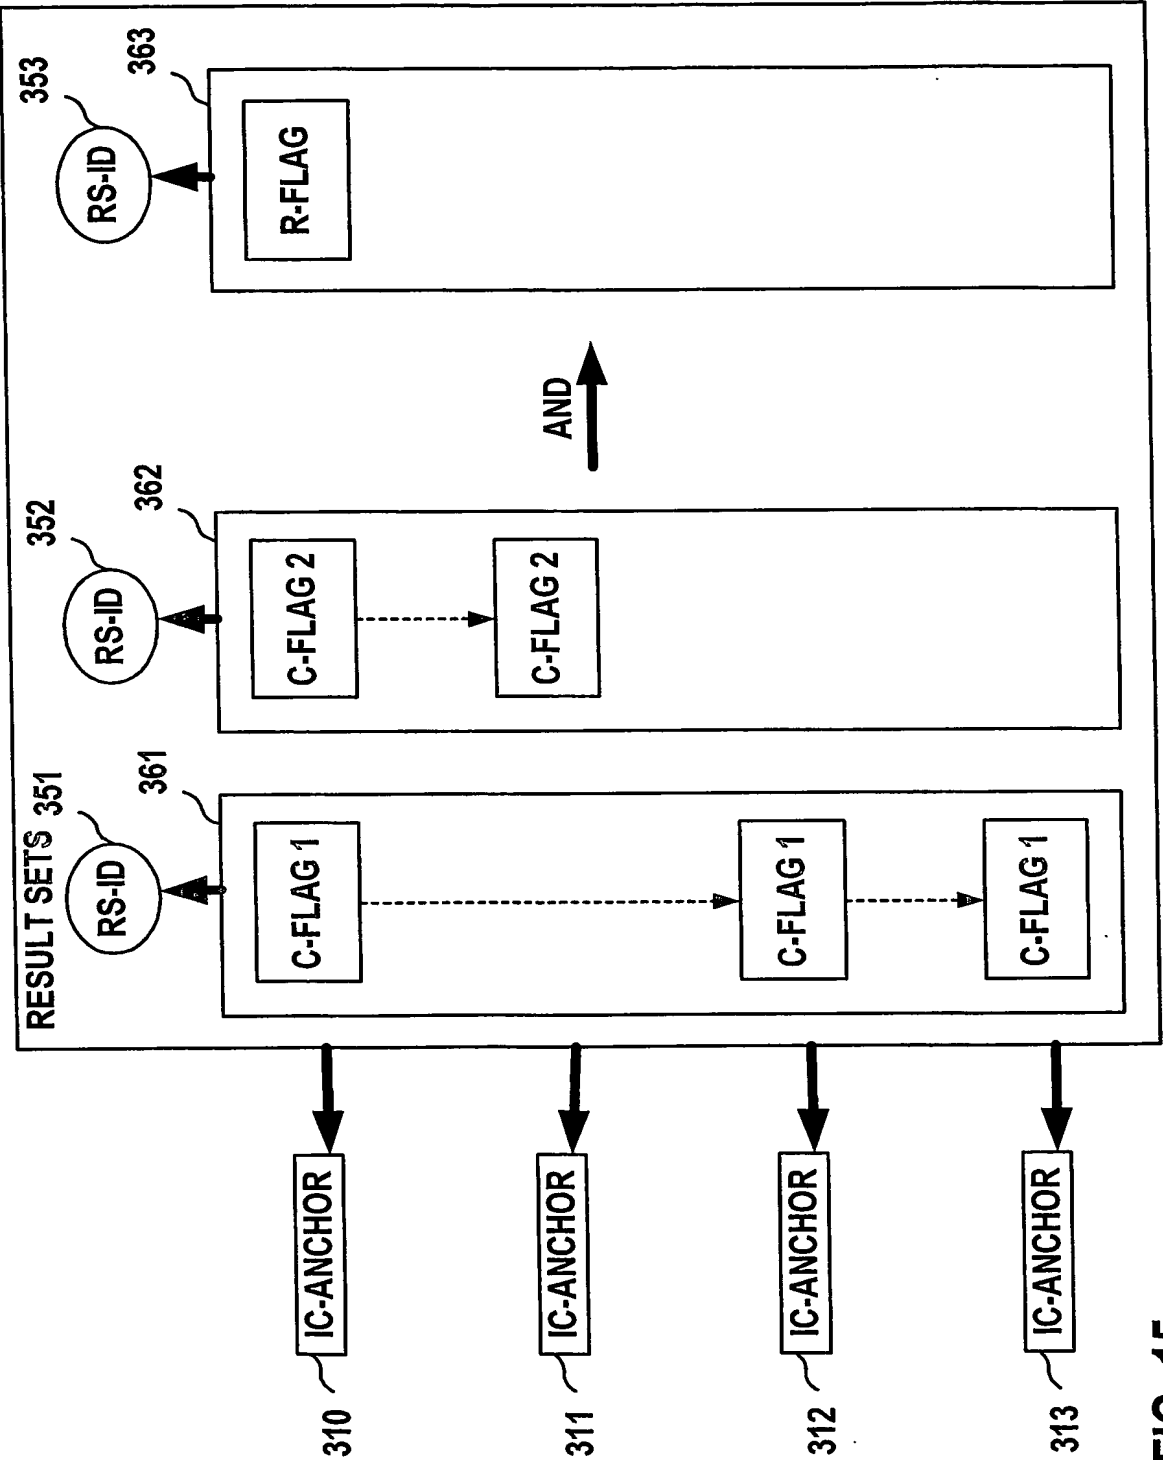 RESULT SETS
351
352
353
RS-ID
RS-ID
RS-ID
361
362
363
310
IC-ANCHOR
C-FLAG 1
C-FLAG 2
R-FLAG
311
IC-ANCHOR
C-FLAG 2
AND
312
IC-ANCHOR
C-FLAG 1
313
IC-ANCHOR
C-FLAG 1
FIG. 15